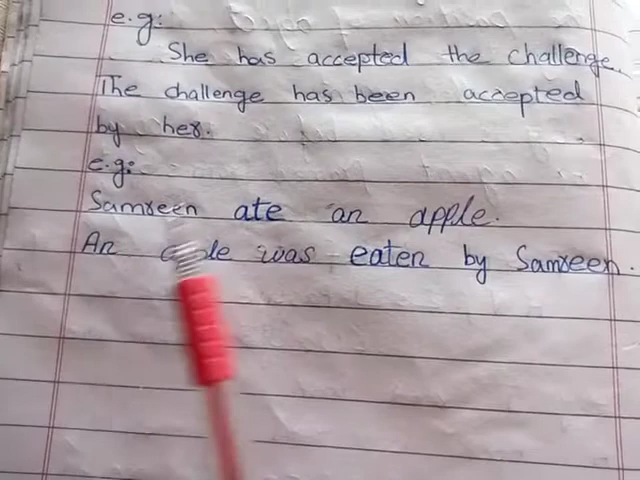 e.g:
She has accepted the challenge.
The challenge has been accepted
by her.
e.g:
Samreen ate an apple.
An was eaten by Samreen.